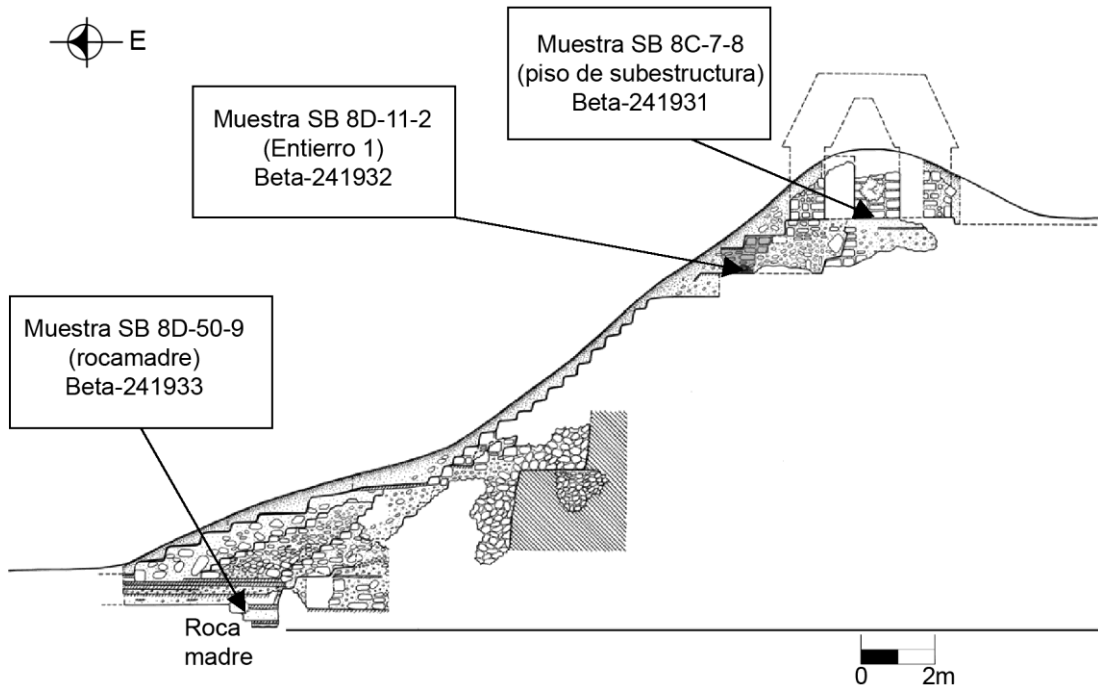 E
Muestra SB 8C-7-8
(piso de subestructura)
Beta-241931
Muestra SB 8D-11-2
(Entierro 1)
Beta-241932
Muestra SB 8D-50-9
(rocamadre)
Beta-241933
Roca
madre
0 2m